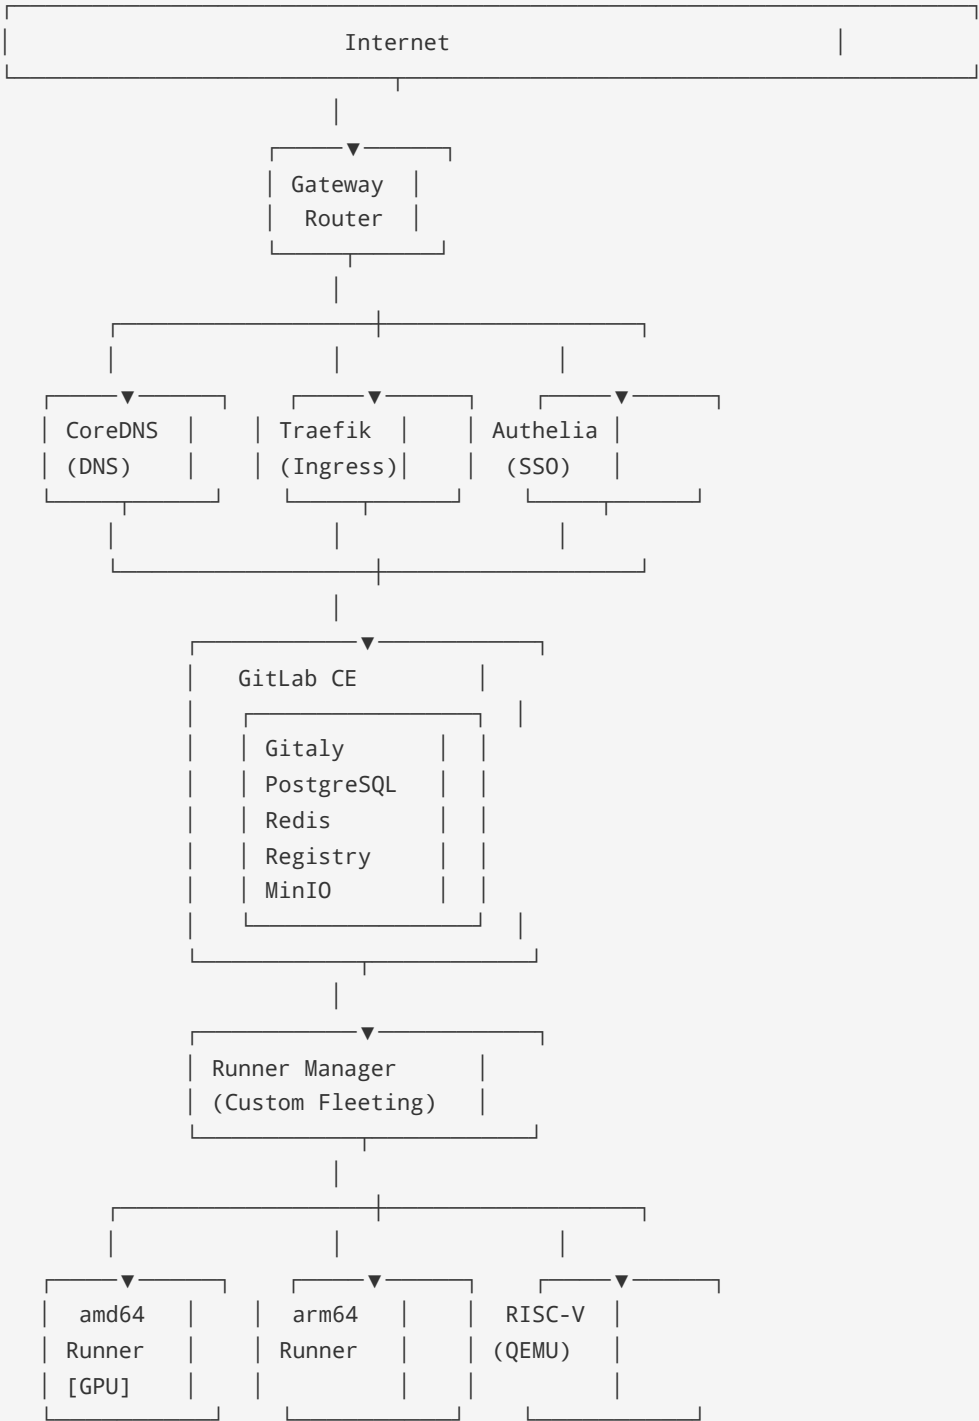 Internet
Gateway
Router
CoreDNS Traefik Authelia
(DNS) (Ingress) (SSO)
GitLab CE
Gitaly
PostgreSQL
Redis
Registry
MinIO
Runner Manager
(Custom Fleeting)
amd64 arm64 RISC-V
Runner Runner (QEMU)
[GPU]